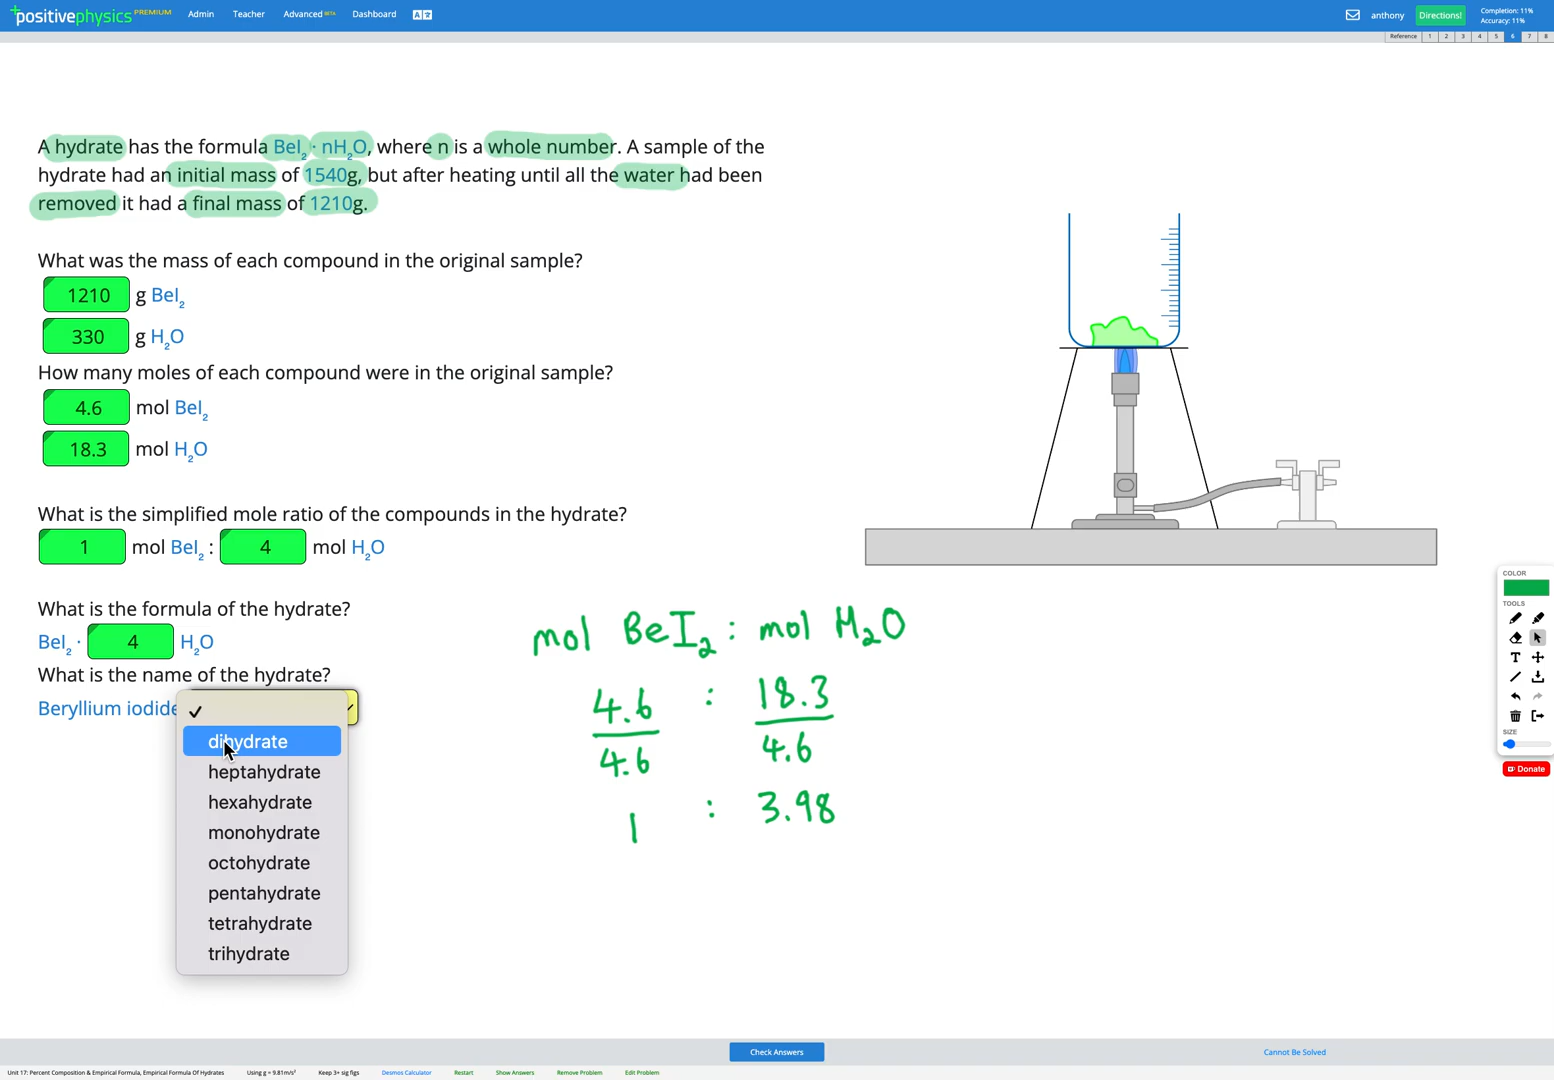 +positivephysics PREMIUM Admin Teacher Advanced BETA Dashboard anthony Directions! Completion: 11%
Accuracy: 11%
Reference 1 2 3 4 5 6 7 8
A hydrate has the formula BeI₂ · nH₂O, where n is a whole number. A sample of the
hydrate had an initial mass of 1540g, but after heating until all the water had been
removed it had a final mass of 1210g.
What was the mass of each compound in the original sample?
1210 g BeI₂
330 g H₂O
How many moles of each compound were in the original sample?
4.6 mol BeI₂
18.3 mol H₂O
What is the simplified mole ratio of the compounds in the hydrate?
1 mol BeI₂ : 4 mol H₂O
What is the formula of the hydrate?
BeI₂ · 4 H₂O
What is the name of the hydrate?
Beryllium iodide
✓
dihydrate
heptahydrate
hexahydrate
monohydrate
octohydrate
pentahydrate
tetrahydrate
trihydrate
mol BeI₂ : mol H₂O
4.6 : 18.3
4.6 4.6
1 : 3.98
COLOR
TOOLS
T
SIZE
Donate
Check Answers Cannot Be Solved
Unit 17: Percent Composition & Empirical Formula, Empirical Formula Of Hydrates Using g = 9.81m/s² Keep 3+ sig figs Desmos Calculator Restart Show Answers Remove Problem Edit Problem